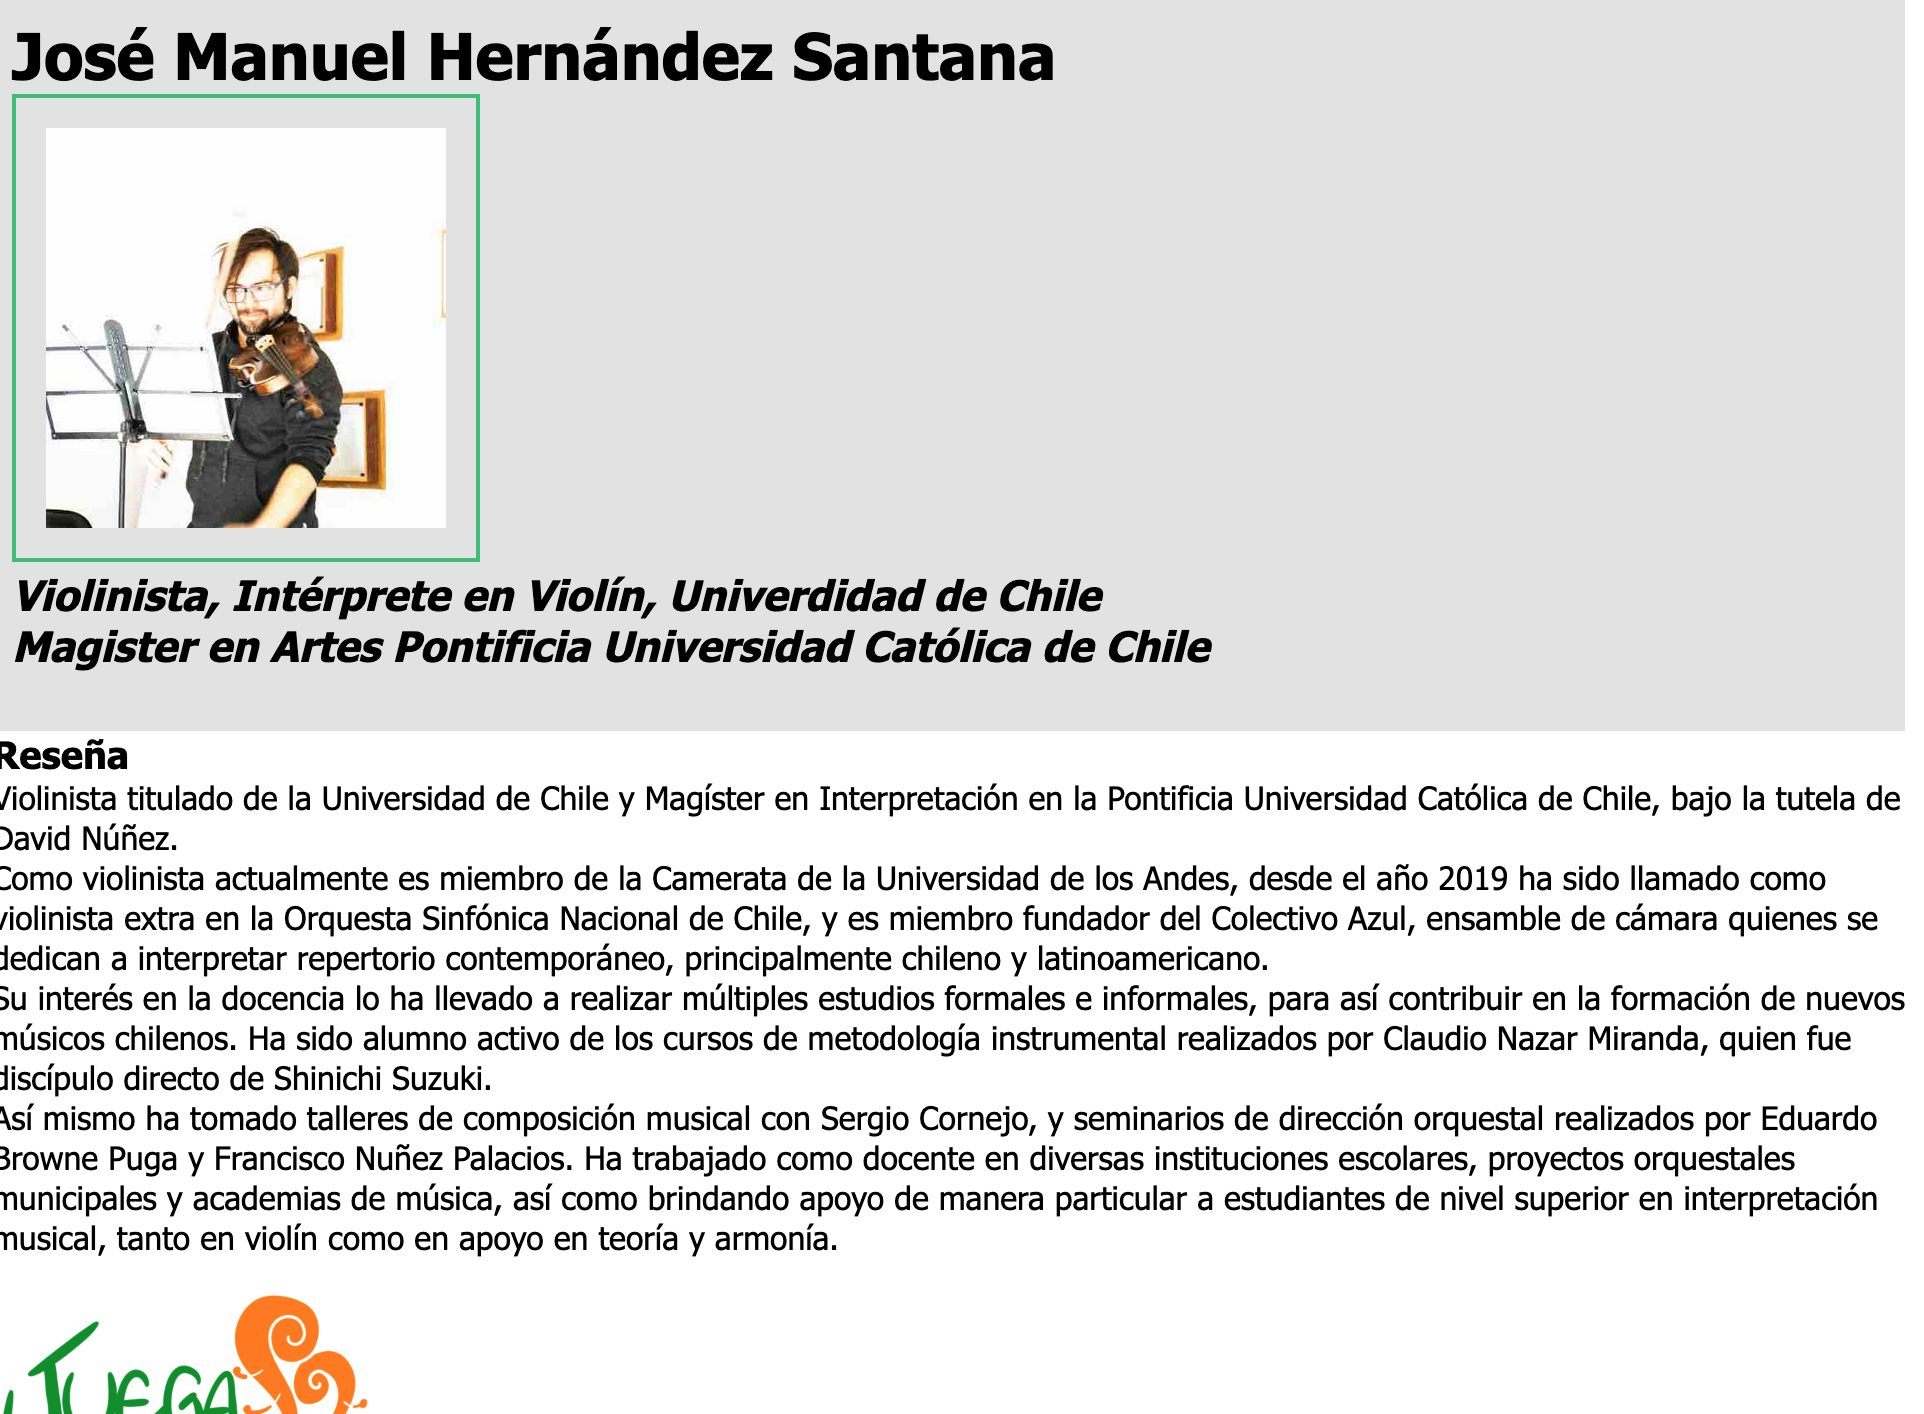 José Manuel Hernández Santana
Violinista, Intérprete en Violín, Univerdidad de Chile
Magister en Artes Pontificia Universidad Católica de Chile
Reseña
Violinista titulado de la Universidad de Chile y Magíster en Interpretación en la Pontificia Universidad Católica de Chile, bajo la tutela de
David Núñez.
Como violinista actualmente es miembro de la Camerata de la Universidad de los Andes, desde el año 2019 ha sido llamado como
violinista extra en la Orquesta Sinfónica Nacional de Chile, y es miembro fundador del Colectivo Azul, ensamble de cámara quienes se
dedican a interpretar repertorio contemporáneo, principalmente chileno y latinoamericano.
Su interés en la docencia lo ha llevado a realizar múltiples estudios formales e informales, para así contribuir en la formación de nuevos
músicos chilenos. Ha sido alumno activo de los cursos de metodología instrumental realizados por Claudio Nazar Miranda, quien fue
discípulo directo de Shinichi Suzuki.
Así mismo ha tomado talleres de composición musical con Sergio Cornejo, y seminarios de dirección orquestal realizados por Eduardo
Browne Puga y Francisco Nuñez Palacios. Ha trabajado como docente en diversas instituciones escolares, proyectos orquestales
municipales y academias de música, así como brindando apoyo de manera particular a estudiantes de nivel superior en interpretación
musical, tanto en violín como en apoyo en teoría y armonía.